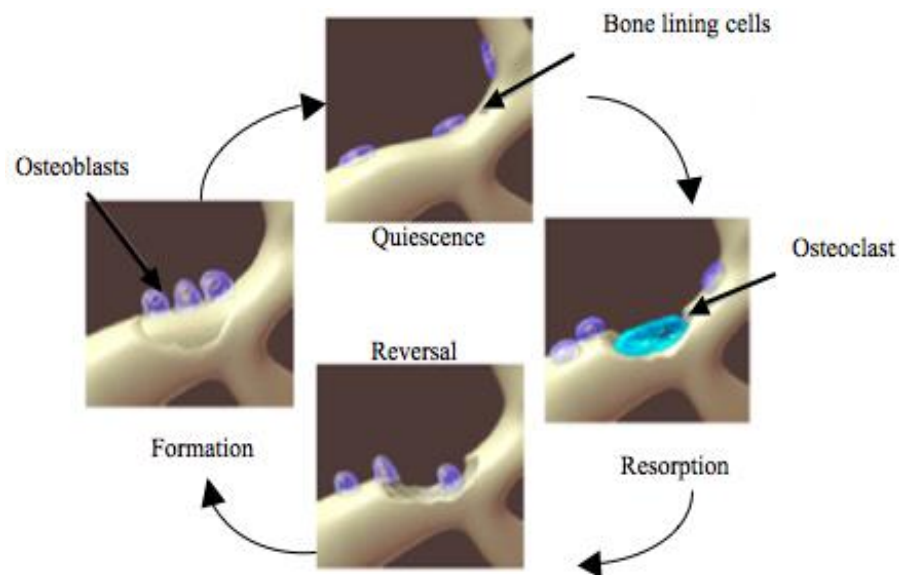 Bone lining cells
Osteoblasts
Quiescence
Osteoclast
Reversal
Formation
Resorption